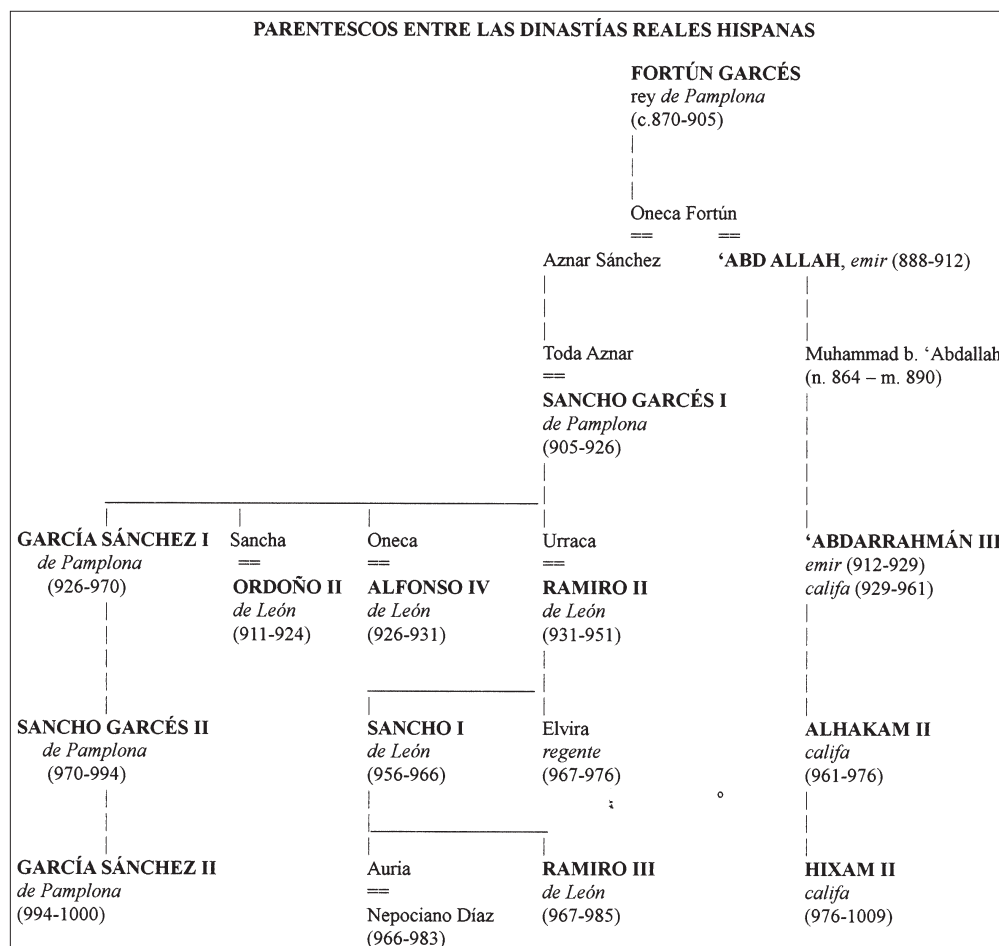 PARENTESCOS ENTRE LAS DINASTÍAS REALES HISPANAS
FORTÚN GARCÉS
rey de Pamplona
(c.870-905)
Oneca Fortún
== ==
Aznar Sánchez ‘ABD ALLAH, emir (888-912)
Toda Aznar Muhammad b. ‘Abdallah
== (n. 864 – m. 890)
SANCHO GARCÉS I
de Pamplona
(905-926)
GARCÍA SÁNCHEZ I Sancha Oneca Urraca ‘ABDARRAHMÁN III
de Pamplona == == == emir (912-929)
(926-970) ORDOÑO II ALFONSO IV RAMIRO II califa (929-961)
de León de León de León
(911-924) (926-931) (931-951)
SANCHO GARCÉS II SANCHO I Elvira ALHAKAM II
de Pamplona de León regente califa
(970-994) (956-966) (967-976) (961-976)
GARCÍA SÁNCHEZ II Auria RAMIRO III HIXAM II
de Pamplona == de León califa
(994-1000) Nepociano Díaz (967-985) (976-1009)
(966-983)